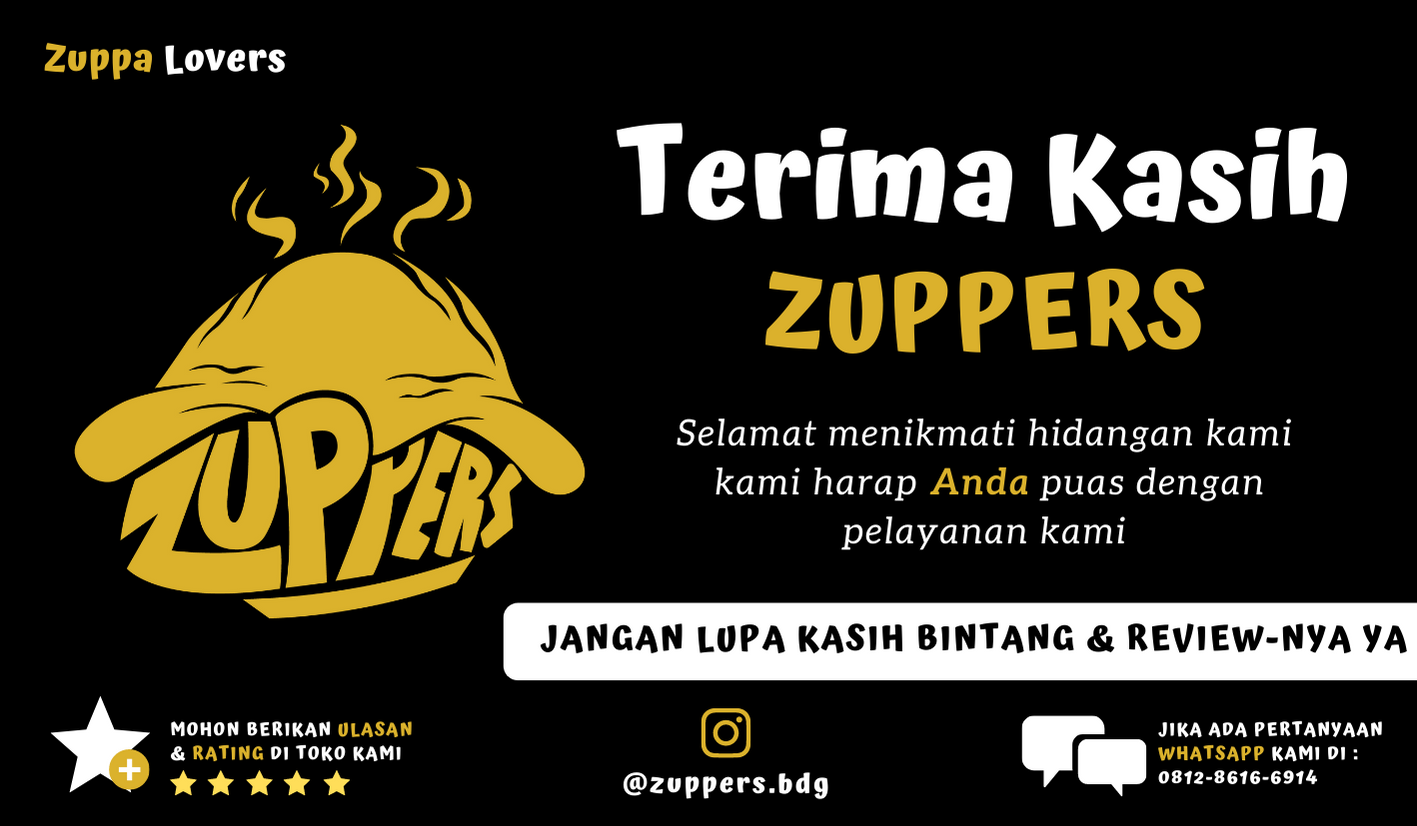 Zuppa Lovers
Terima Kasih
ZUPPERS
ZUPPERS
Selamat menikmati hidangan kami
kami harap Anda puas dengan
pelayanan kami
JANGAN LUPA KASIH BINTANG & REVIEW-NYA YA
MOHON BERIKAN ULASAN
& RATING DI TOKO KAMI
@zuppers.bdg
JIKA ADA PERTANYAAN
WHATSAPP KAMI DI :
0812-8616-6914